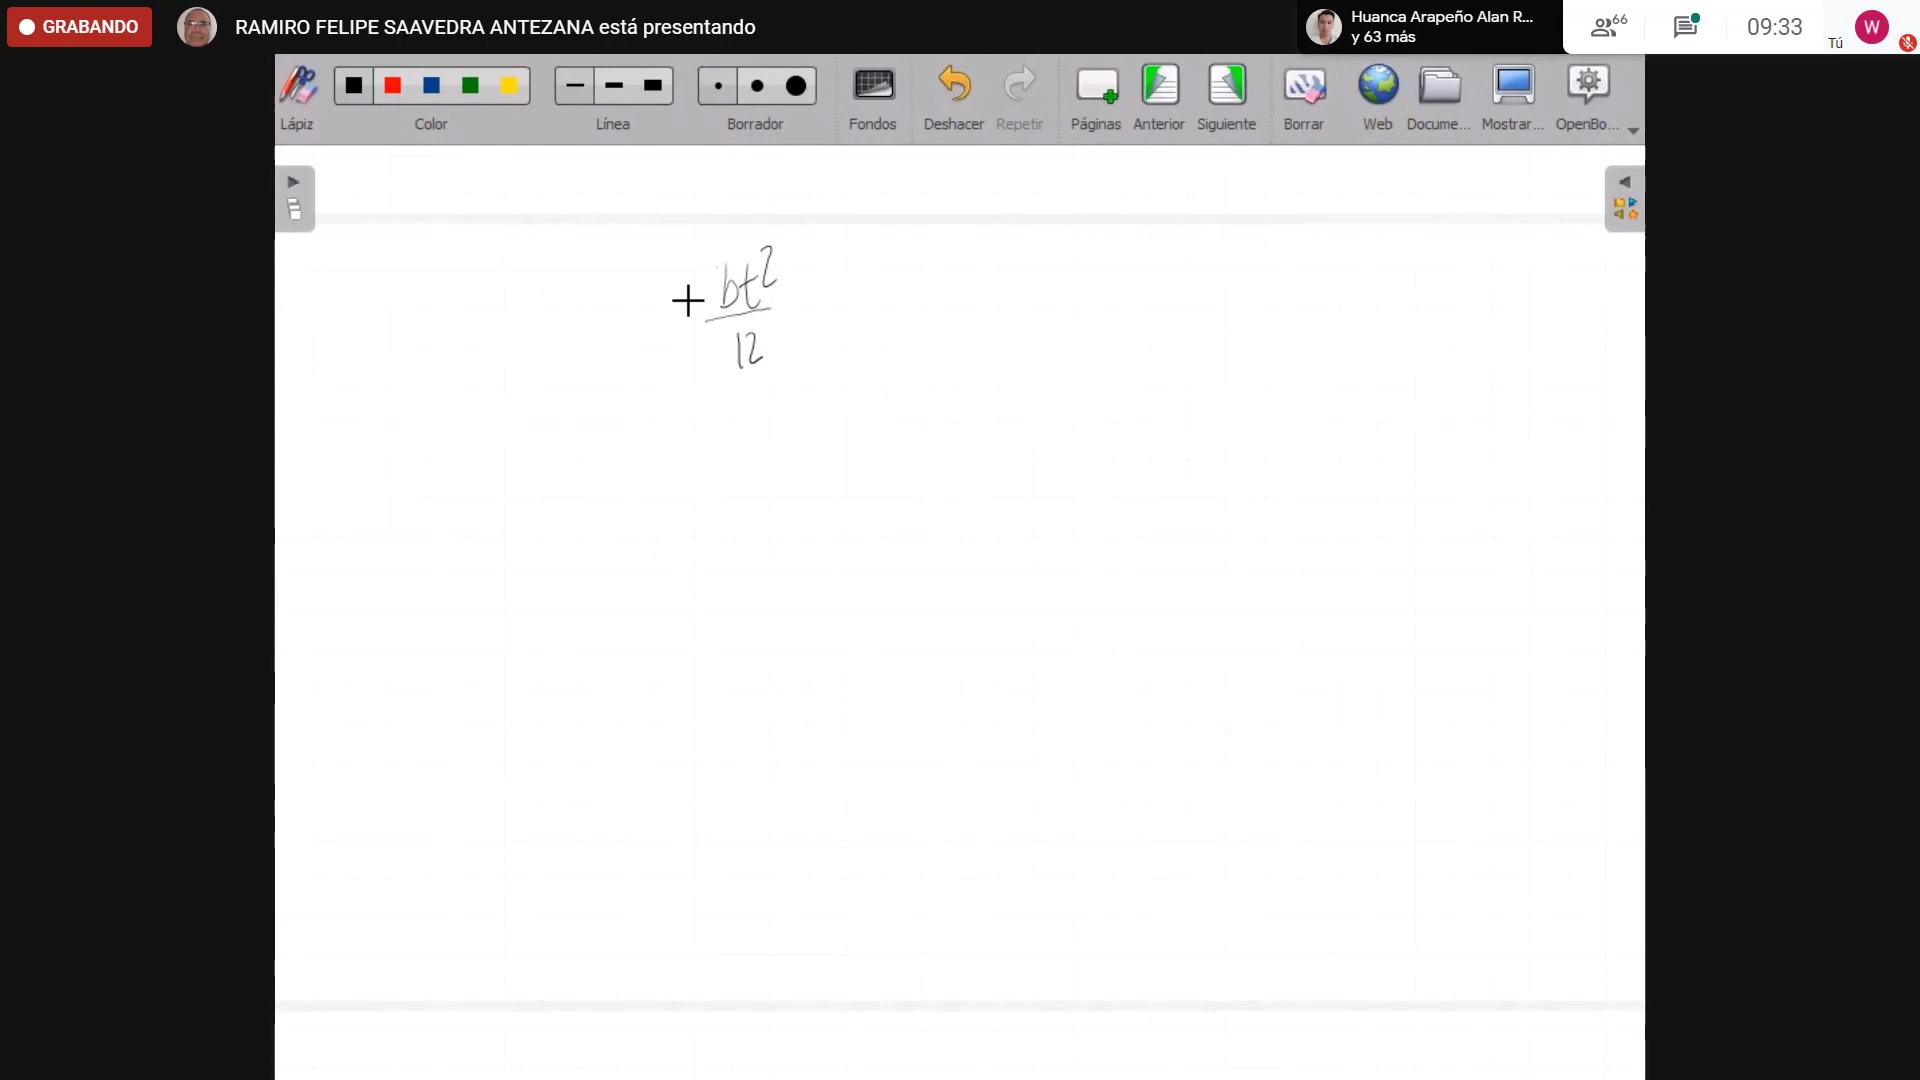 GRABANDO
RAMIRO FELIPE SAAVEDRA ANTEZANA está presentando
Huanca Arapeño Alan R...
y 63 más
66
09:33
Tú
W
Lápiz
Color
Línea
Borrador
Fondos
Deshacer
Repetir
Páginas
Anterior
Siguiente
Borrar
Web
Docume...
Mostrar...
OpenBo...
bt²
12